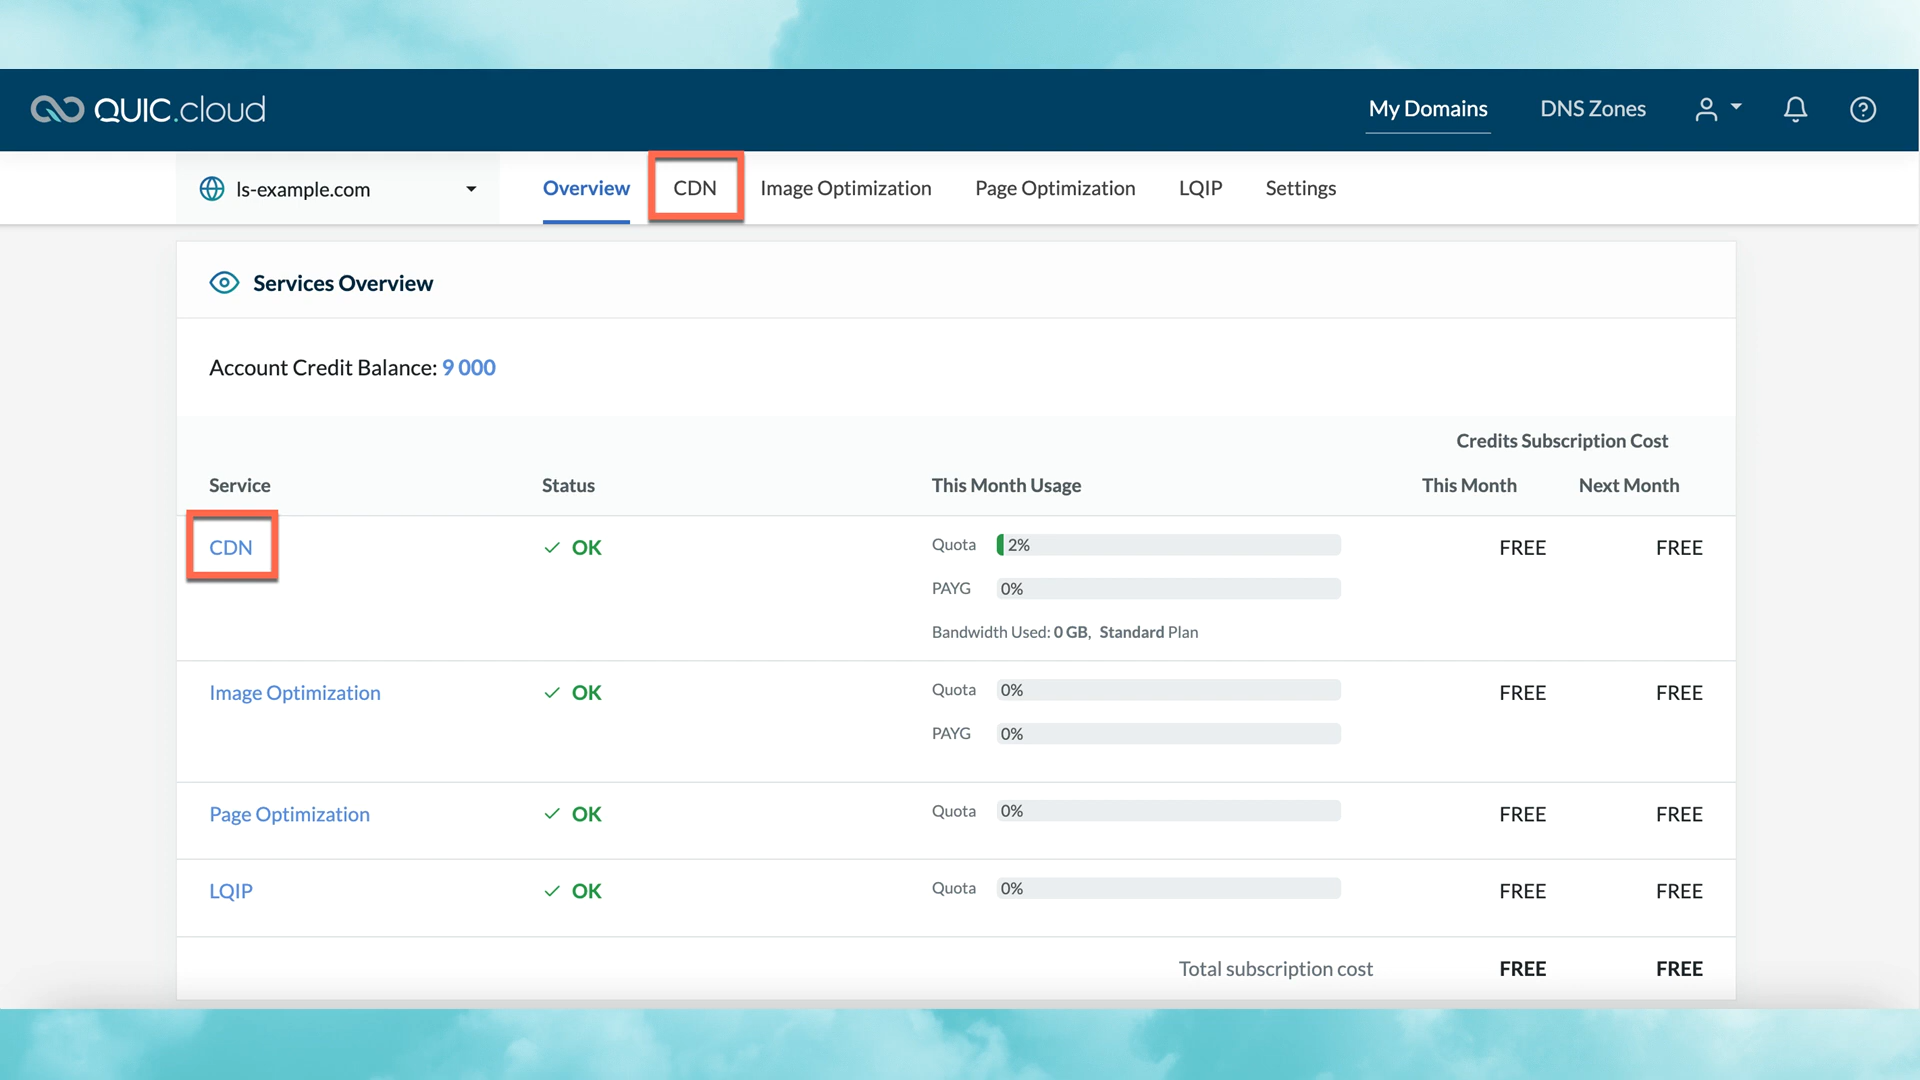 QUIC.cloud
My Domains
DNS Zones
ls-example.com
Overview
CDN
Image Optimization
Page Optimization
LQIP
Settings
Services Overview
Account Credit Balance: 9 000
Credits Subscription Cost
Service
Status
This Month Usage
This Month
Next Month
CDN
OK
Quota 2%
PAYG 0%
Bandwidth Used: 0 GB, Standard Plan
FREE
FREE
Image Optimization
OK
Quota 0%
PAYG 0%
FREE
FREE
Page Optimization
OK
Quota 0%
FREE
FREE
LQIP
OK
Quota 0%
FREE
FREE
Total subscription cost
FREE
FREE